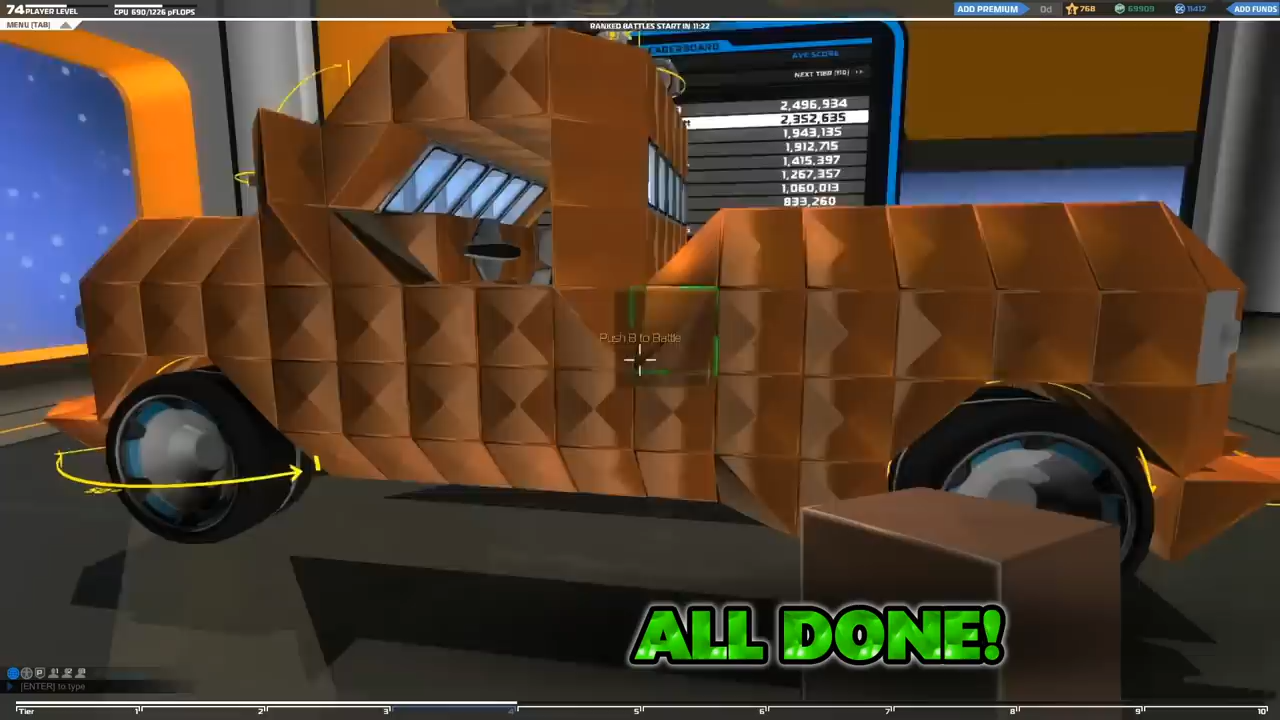 74 PLAYER LEVEL
CPU 690/1226 pFLOPS
ADD PREMIUM
0d
768
69909
11412
ADD FUNDS
MENU [TAB]
RANKED BATTLES START IN 11:22
LEADERBOARD
AVE SCORE
NEXT TIER (T10)
2,496,934
2,352,635
1,943,135
1,912,715
1,415,397
1,267,357
1,060,013
833,260
Push B to Battle
ALL DONE!
[ENTER] to type
Tier 1 2 3 4 5 6 7 8 9 10